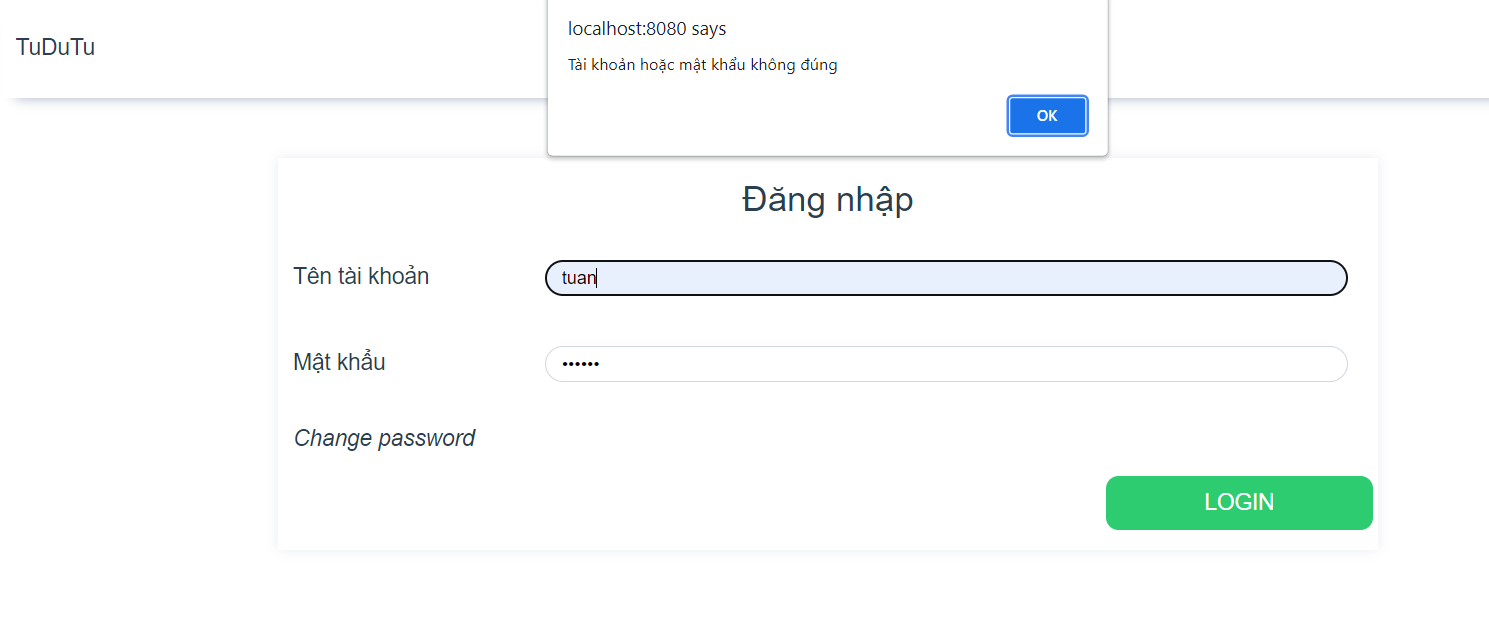 TuDuTu
localhost:8080 says
Tài khoản hoặc mật khẩu không đúng
OK
Đăng nhập
Tên tài khoản
tuan
Mật khẩu
••••••
Change password
LOGIN